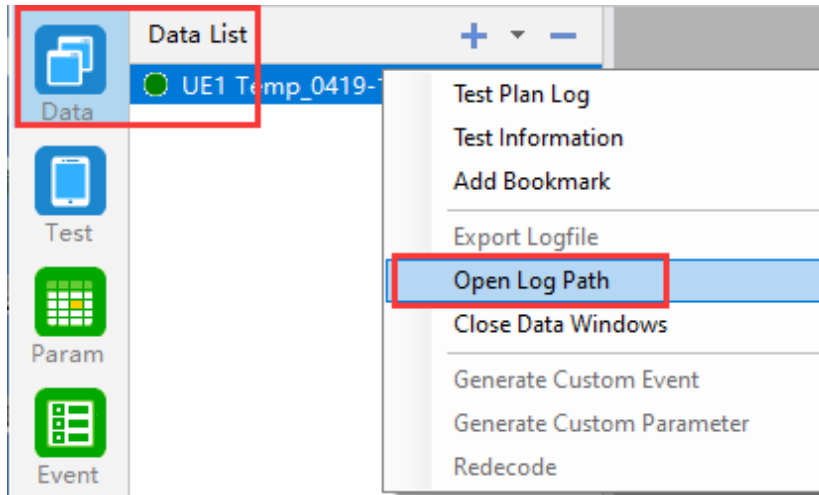 Data List
UE1 Temp_0419-
Data
Test
Param
Event
Test Plan Log
Test Information
Add Bookmark
Export Logfile
Open Log Path
Close Data Windows
Generate Custom Event
Generate Custom Parameter
Redecode